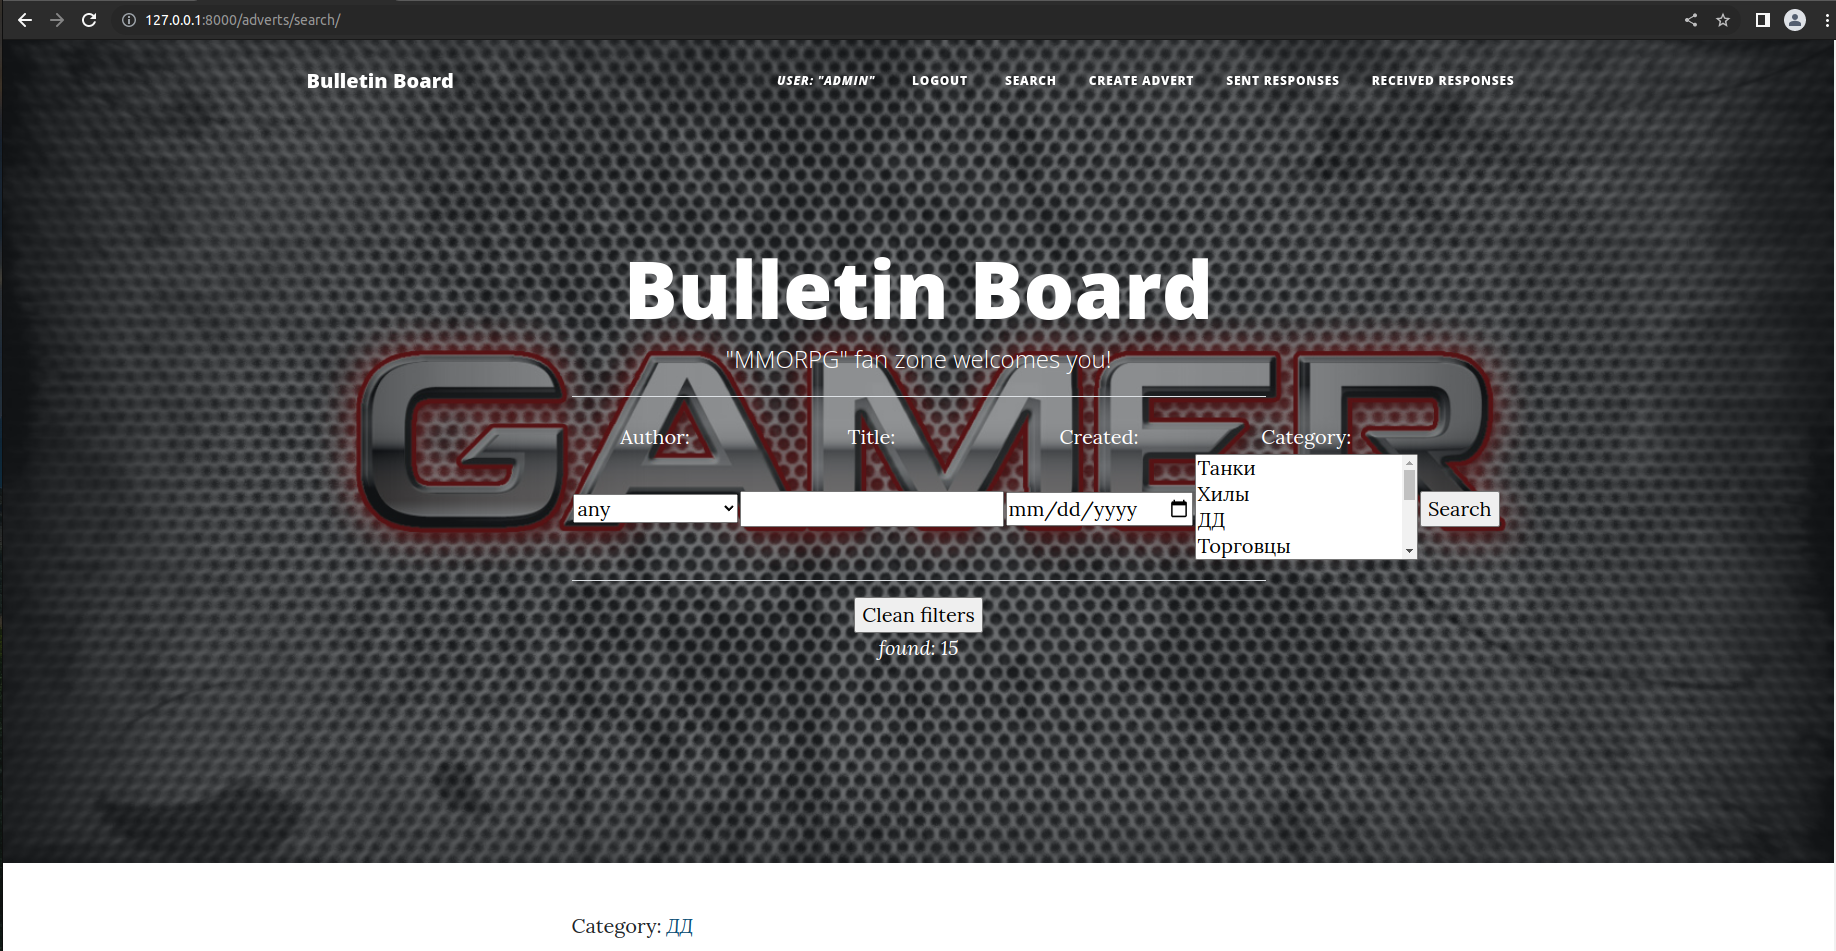 127.0.0.1:8000/adverts/search/
Bulletin Board USER: "ADMIN" LOGOUT SEARCH CREATE ADVERT SENT RESPONSES RECEIVED RESPONSES
Bulletin Board
"MMORPG" fan zone welcomes you!
GAMER
Author: Title: Created: Category:
Танки
Хилы
any mm/dd/yyyy Search
ДД
Торговцы
Clean filters
found: 15
Category: ДД